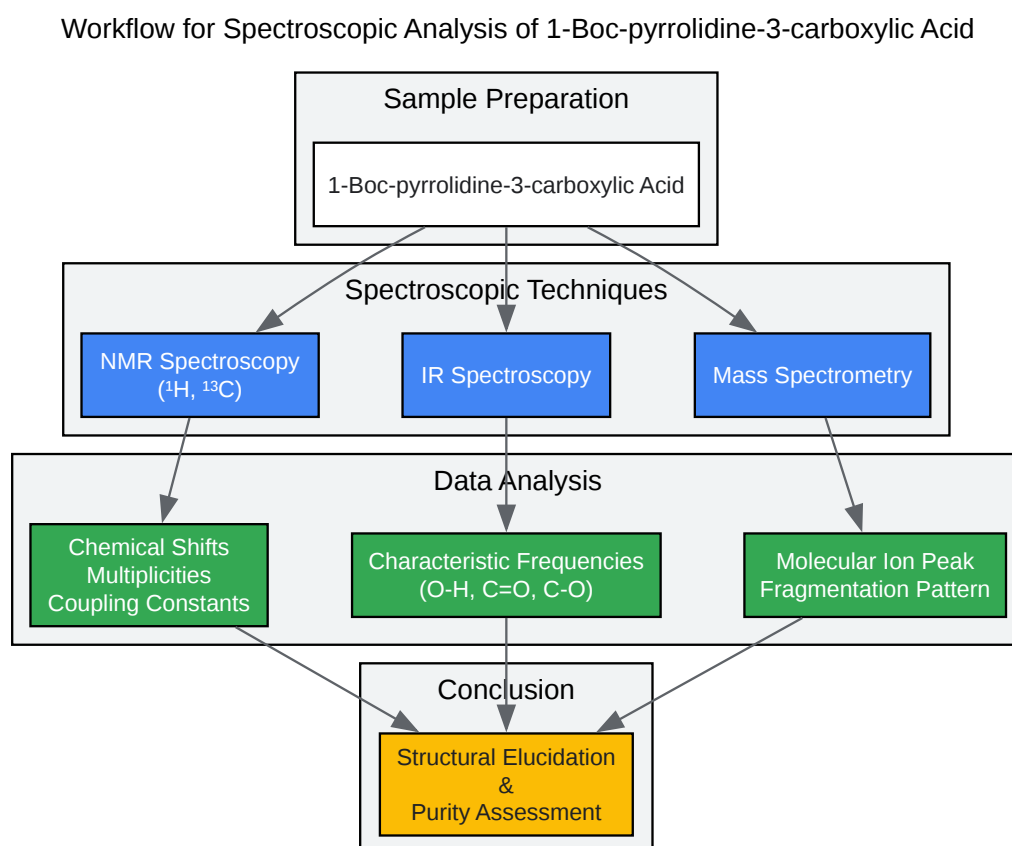 Workflow for Spectroscopic Analysis of 1-Boc-pyrrolidine-3-carboxylic Acid
Sample Preparation
1-Boc-pyrrolidine-3-carboxylic Acid
Spectroscopic Techniques
NMR Spectroscopy
(¹H, ¹³C)
IR Spectroscopy
Mass Spectrometry
Data Analysis
Chemical Shifts
Multiplicities
Coupling Constants
Characteristic Frequencies
(O-H, C=O, C-O)
Molecular Ion Peak
Fragmentation Pattern
Conclusion
Structural Elucidation
&
Purity Assessment